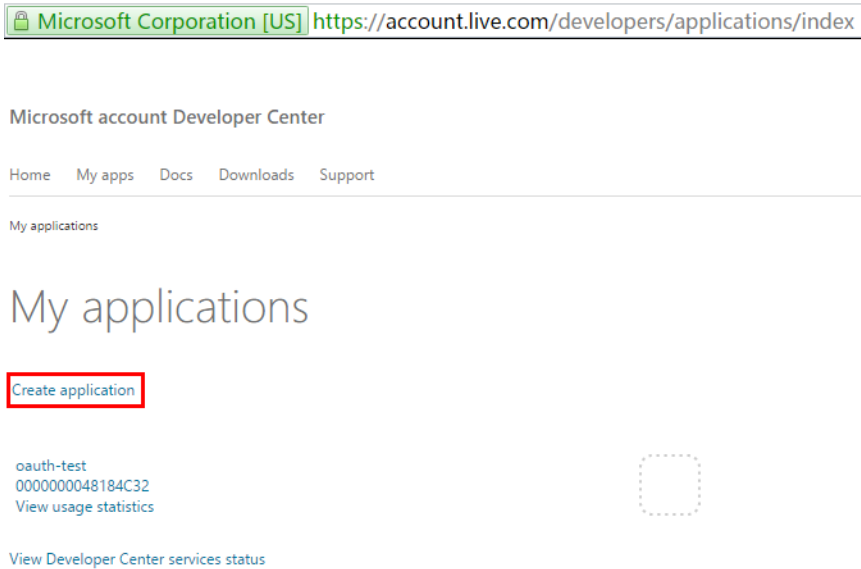 Microsoft Corporation [US] https://account.live.com/developers/applications/index
Microsoft account Developer Center
Home My apps Docs Downloads Support
My applications
My applications
Create application
oauth-test
0000000048184C32
View usage statistics
View Developer Center services status